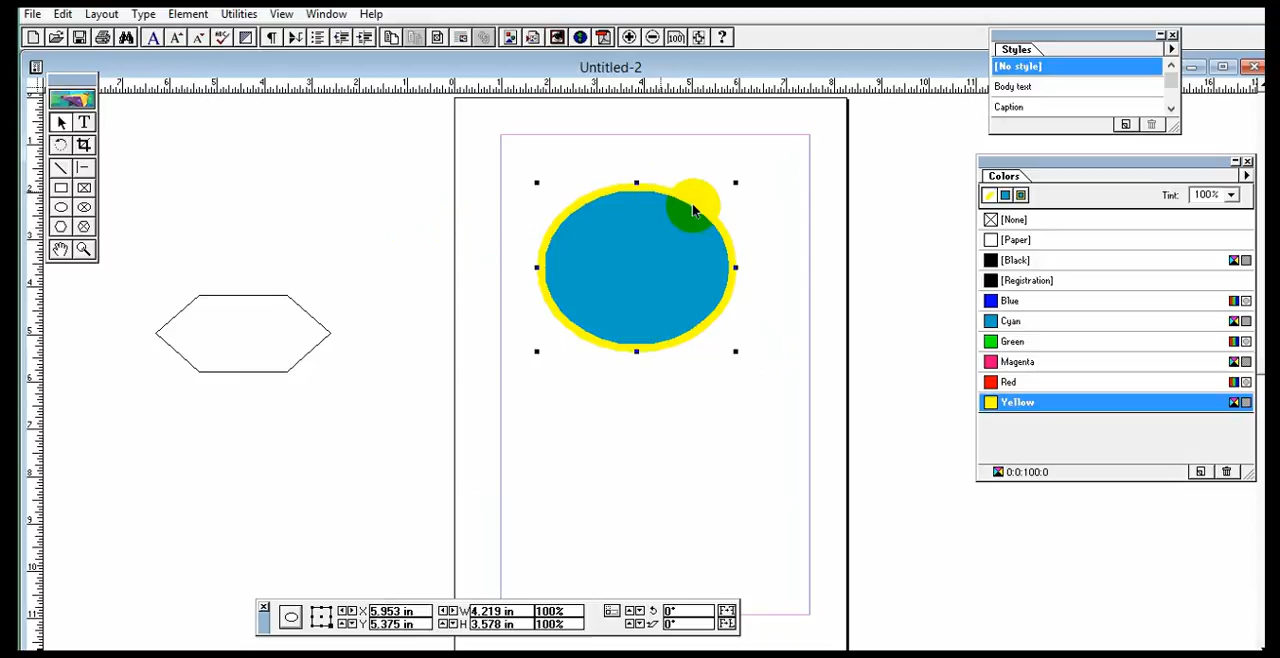 File Edit Layout Type Element Utilities View Window Help
Untitled-2
Styles
[No style]
Body text
Caption
Colors
Tint: 100%
[None]
[Paper]
[Black]
[Registration]
Blue
Cyan
Green
Magenta
Red
Yellow
0:0:100:0
X 5.953 in W 4.219 in 100% 0°
Y 5.375 in H 3.578 in 100% 0°